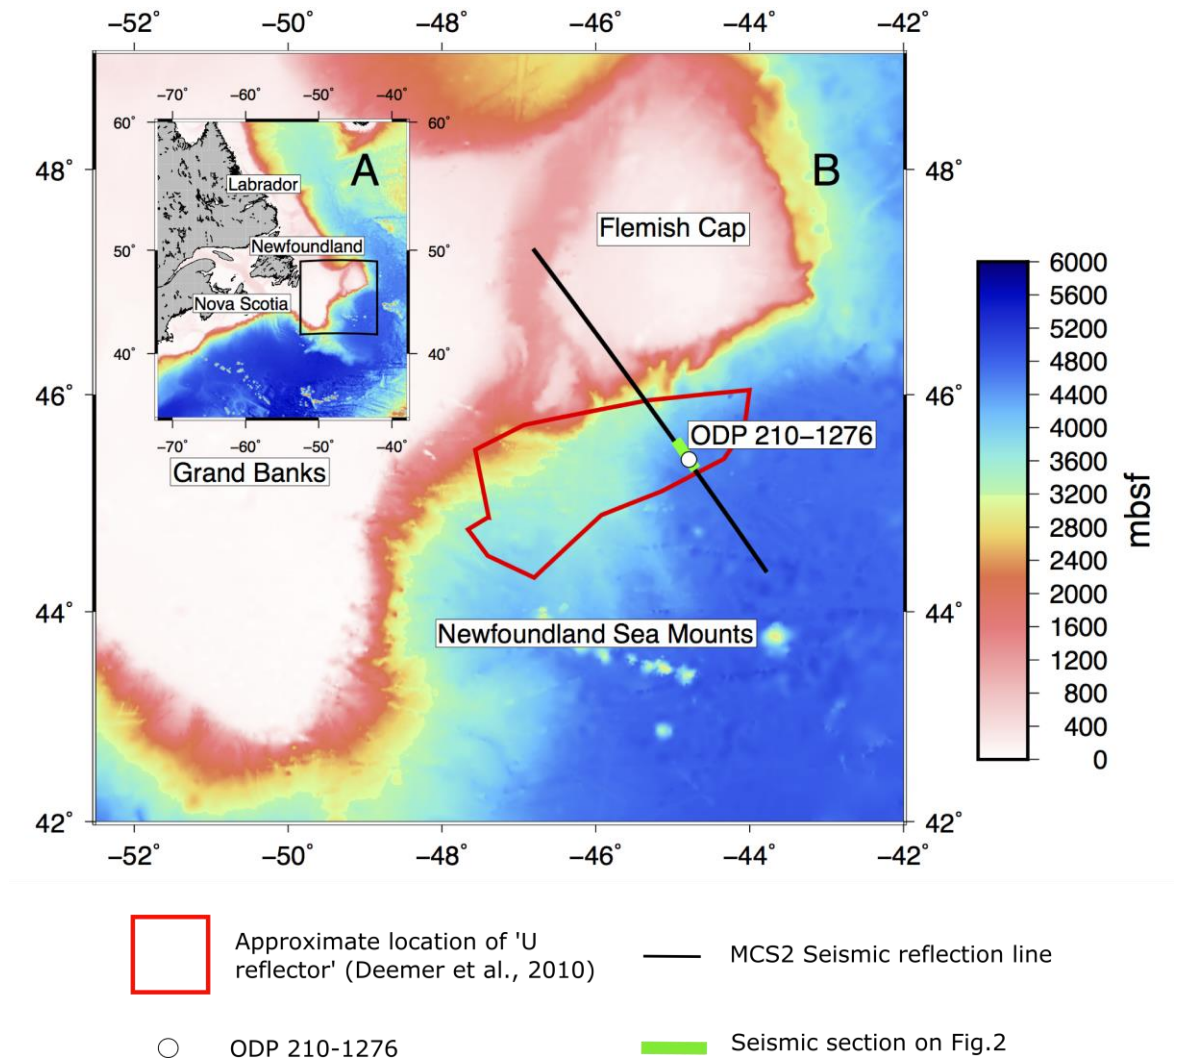 −52° −50° −48° −46° −44° −42°
−70° −60° −50° −40°
60° 60°
A
B
48° 48°
Labrador
Flemish Cap
Newfoundland
50° 50°
Nova Scotia
40° 40°
46° 46°
−70° −60° −50° −40°
ODP 210−1276
Grand Banks
44° 44°
Newfoundland Sea Mounts
42° 42°
−52° −50° −48° −46° −44° −42°
6000
5600
5200
4800
4400
4000
3600
3200
2800
2400
2000
1600
1200
800
400
0
mbsf
Approximate location of 'U
reflector' (Deemer et al., 2010)
MCS2 Seismic reflection line
ODP 210-1276
Seismic section on Fig.2